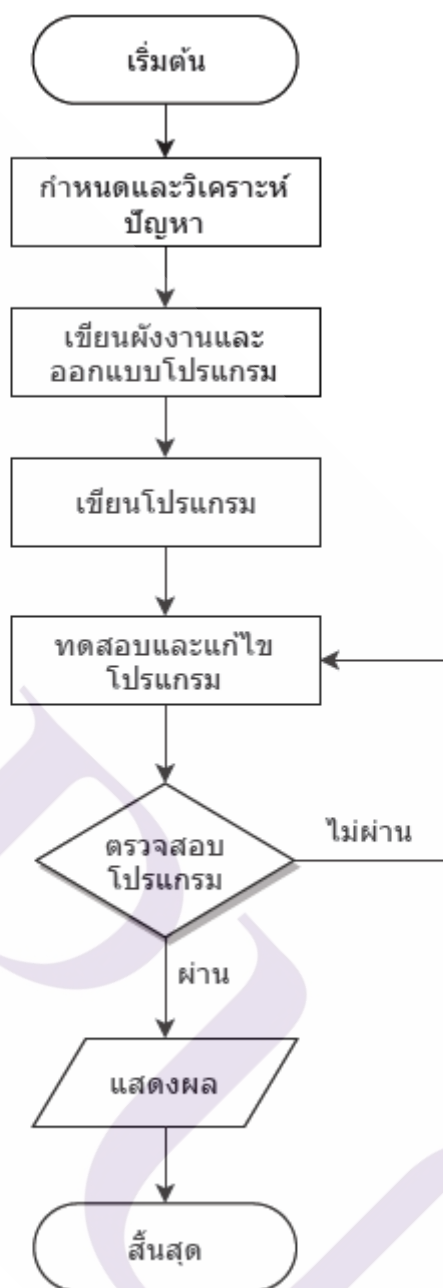 เริ่มต้น
กำหนดและวิเคราะห์
ปัญหา
เขียนผังงานและ
ออกแบบโปรแกรม
เขียนโปรแกรม
ทดสอบและแก้ไข
โปรแกรม
ตรวจสอบ
โปรแกรม
ไม่ผ่าน
ผ่าน
แสดงผล
สิ้นสุด